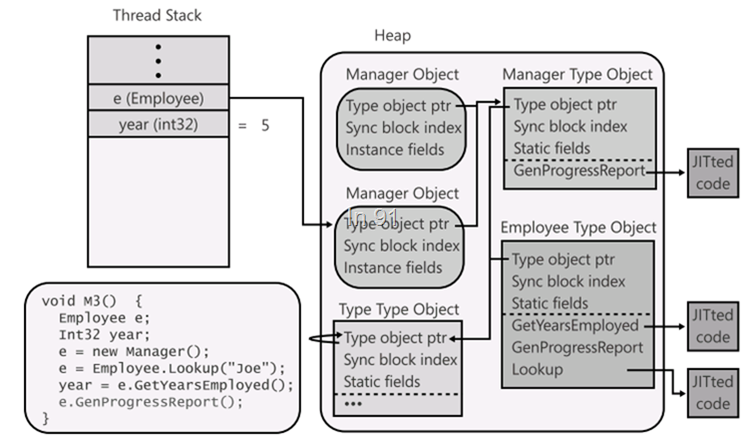 Thread Stack
e (Employee)
year (int32)
= 5
Heap
Manager Object
Type object ptr
Sync block index
Instance fields
Manager Type Object
Type object ptr
Sync block index
Static fields
GenProgressReport
JITted
code
Manager Object
Type object ptr
Sync block index
Instance fields
In 91
Employee Type Object
Type object ptr
Sync block index
Static fields
GetYearsEmployed
GenProgressReport
Lookup
JITted
code
JITted
code
Type Type Object
Type object ptr
Sync block index
Static fields
•••
void M3() {
Employee e;
Int32 year;
e = new Manager();
e = Employee.Lookup("Joe");
year = e.GetYearsEmployed();
e.GenProgressReport();
}